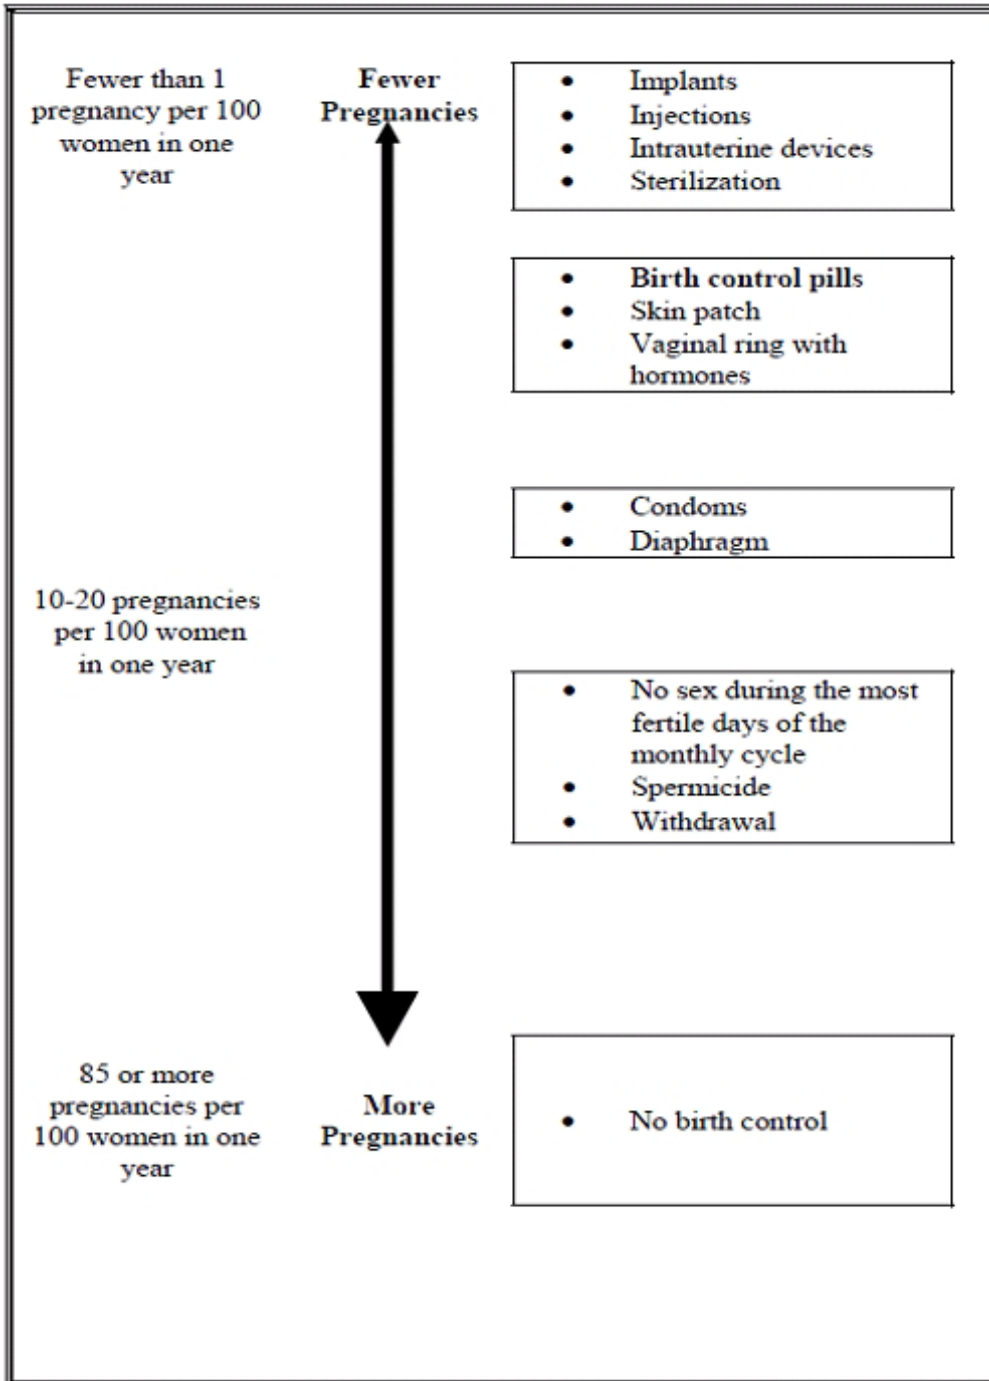 Fewer than 1
pregnancy per 100
women in one
year
Fewer
Pregnancies
• Implants
• Injections
• Intrauterine devices
• Sterilization
• Birth control pills
• Skin patch
• Vaginal ring with
hormones
• Condoms
• Diaphragm
10-20 pregnancies
per 100 women
in one year
• No sex during the most
fertile days of the
monthly cycle
• Spermicide
• Withdrawal
85 or more
pregnancies per
100 women in one
year
More
Pregnancies
• No birth control